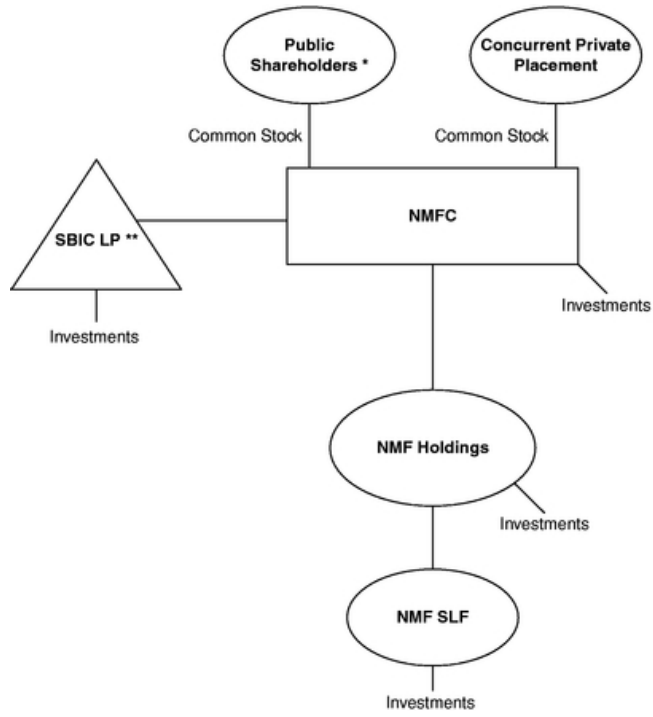 Public
Shareholders *
Concurrent Private
Placement
Common Stock
Common Stock
NMFC
SBIC LP **
Investments
Investments
NMF Holdings
Investments
NMF SLF
Investments